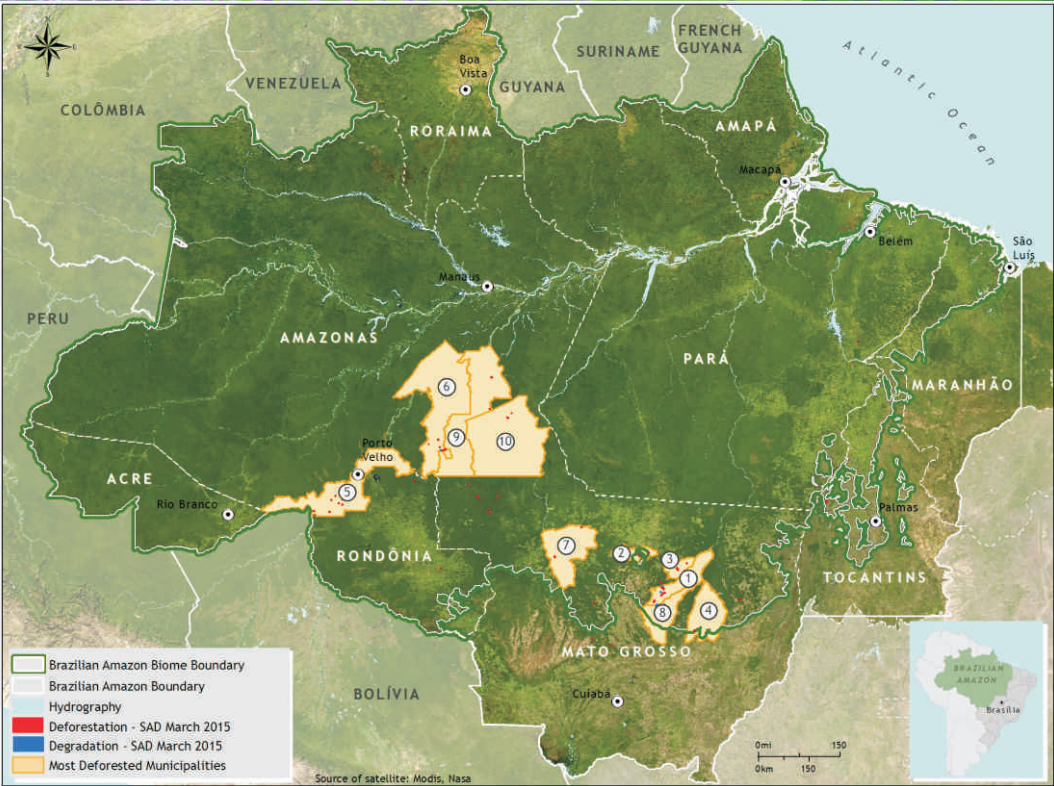 N
S
FRENCH
GUYANA
SURINAME
Atlantic Ocean
Boa
Vista
VENEZUELA
GUYANA
COLÔMBIA
RORAIMA
AMAPÁ
Macapá
Belém
São
Luís
Manaus
PERU
AMAZONAS
PARÁ
MARANHÃO
6
9
10
Porto
Velho
ACRE
5
Rio Branco
Palmas
RONDÔNIA
7
2
3
1
TOCANTINS
8
4
MATO GROSSO
BOLÍVIA
Cuiabá
Brazilian Amazon Biome Boundary
Brazilian Amazon Boundary
Hydrography
Deforestation - SAD March 2015
Degradation - SAD March 2015
Most Deforested Municipalities
Source of satellite: Modis, Nasa
0mi 150
0km 150
BRAZILIAN
AMAZON
Brasília